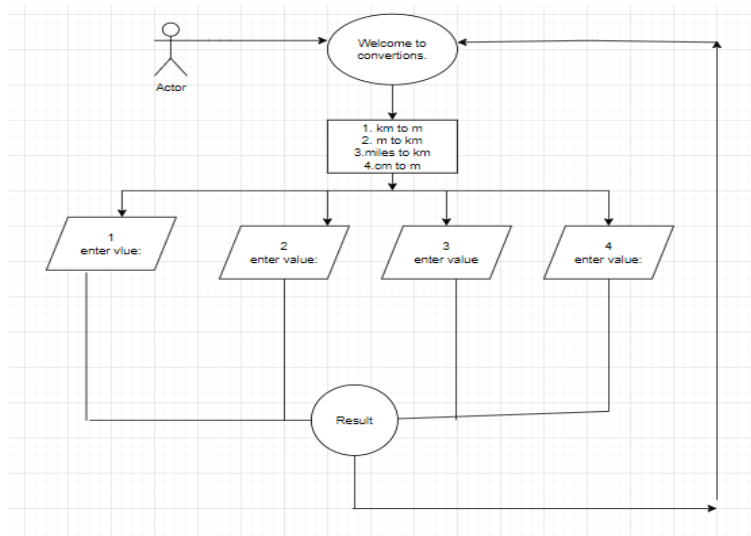 Welcome to
convertions.
Actor
1. km to m
2. m to km
3.miles to km
4.cm to m
1
enter vlue:
2
enter value:
3
enter value
4
enter value:
Result